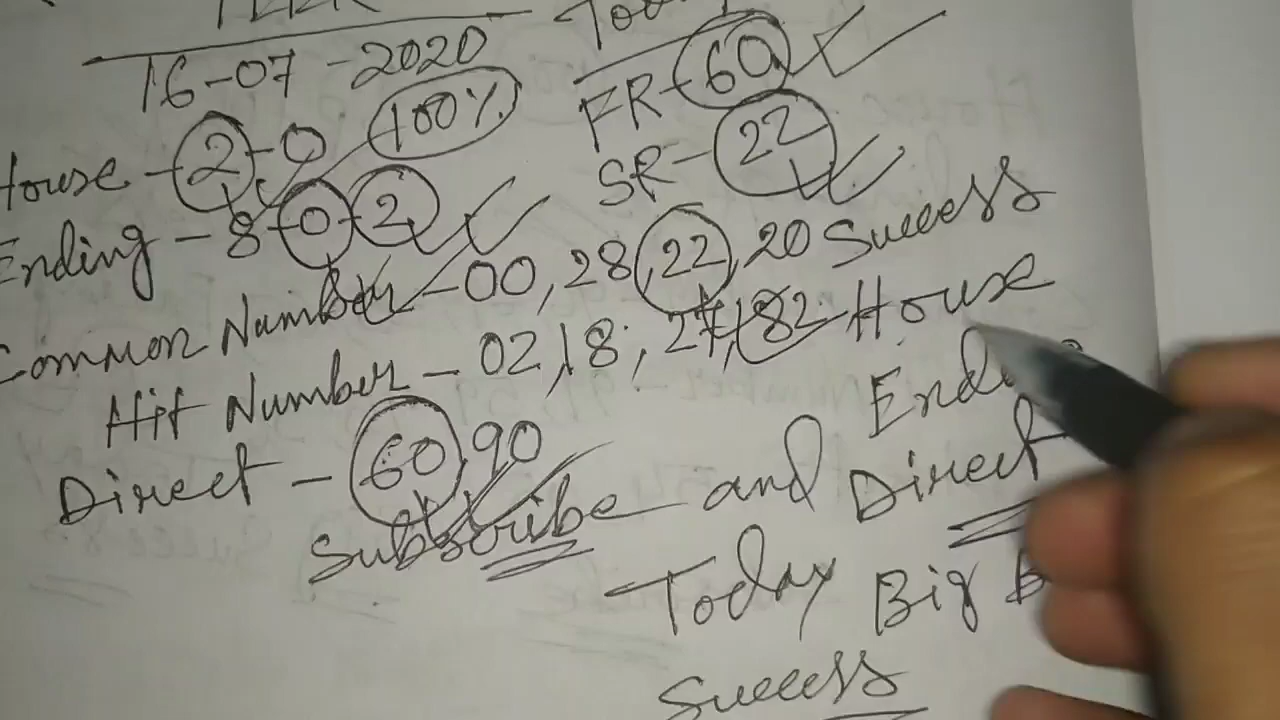 16-07-2020
FR-60
House - 2-0 100%
SR-22
Ending - 8-0-2
Common Number - 00, 28, 22, 20 Success
Hit Number - 02, 18, 27, 82 House
Direct - 60, 90
Subscribe and Direct
Today Big
Success